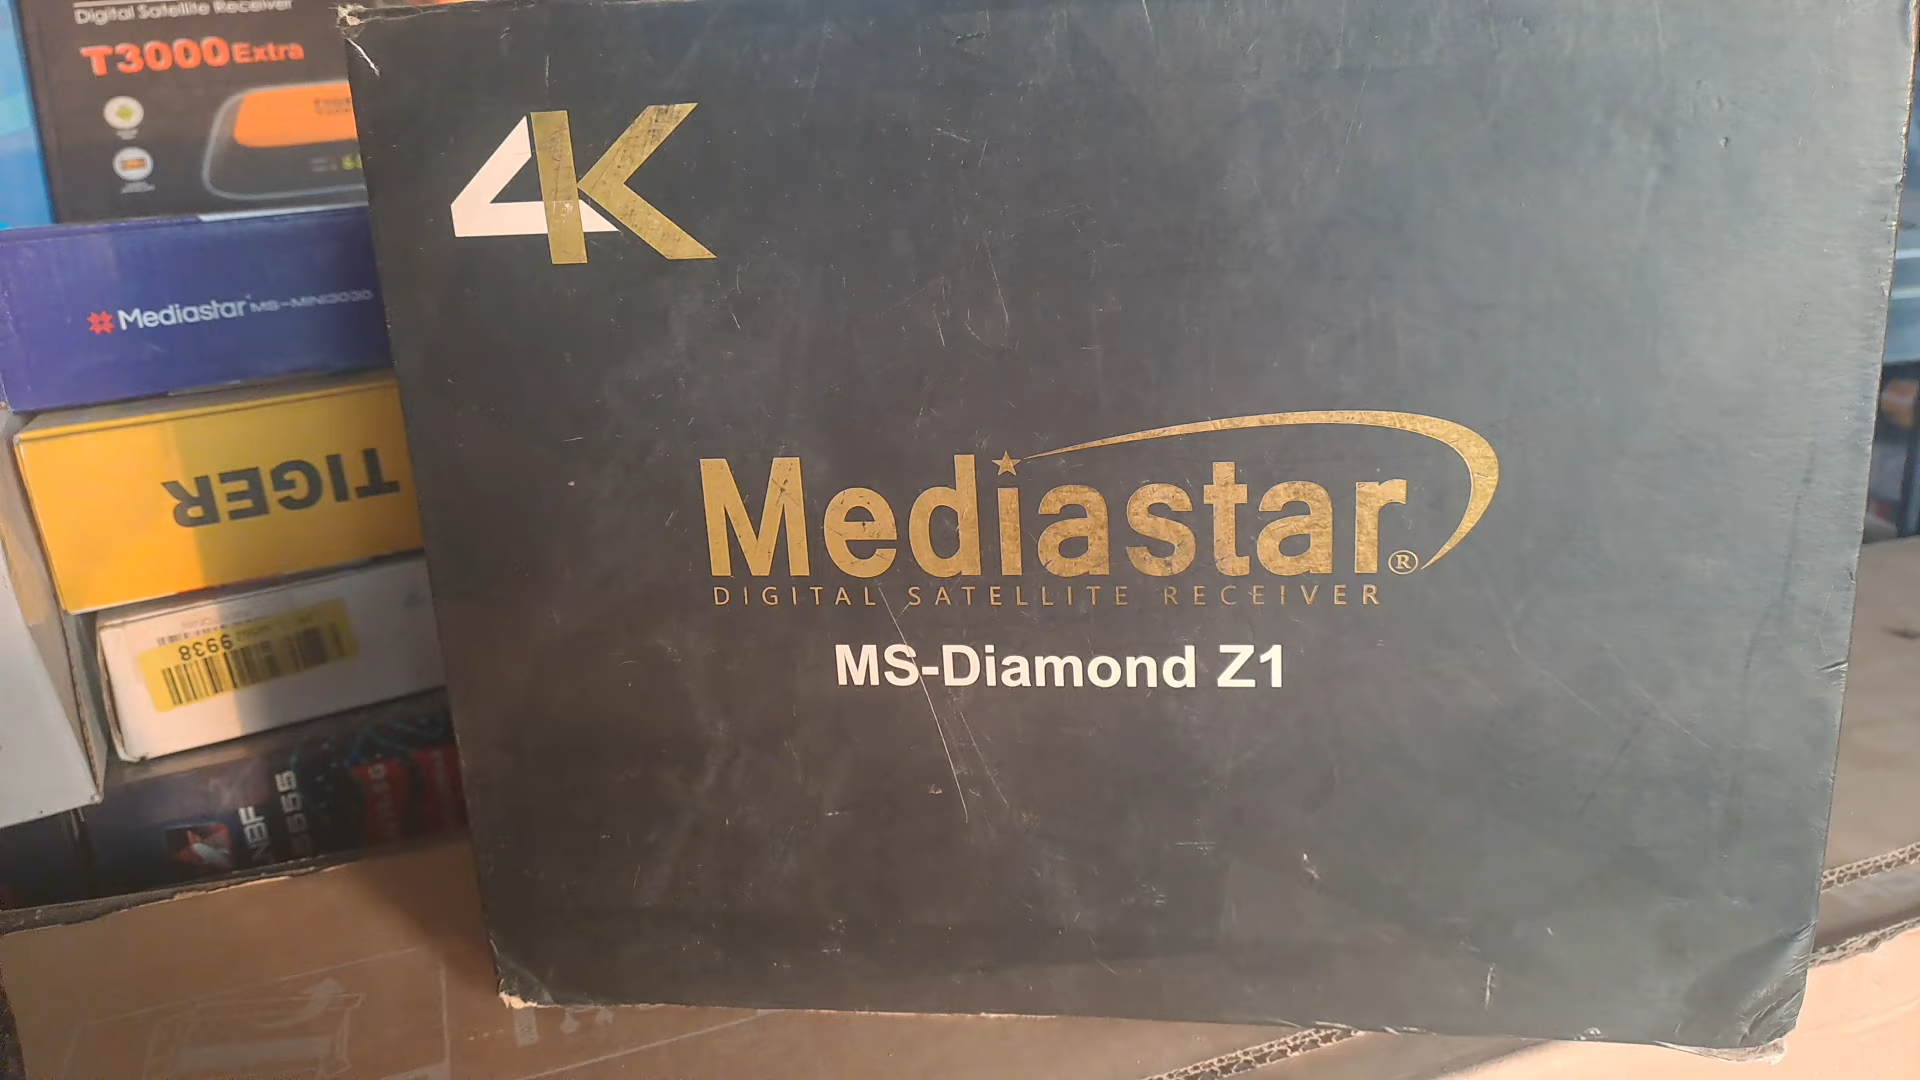 Digital Satellite Receiver
T3000 Extra
Mediastar MS-MINI3030
TIGER
9938
4K
Mediastar®
DIGITAL SATELLITE RECEIVER
MS-Diamond Z1